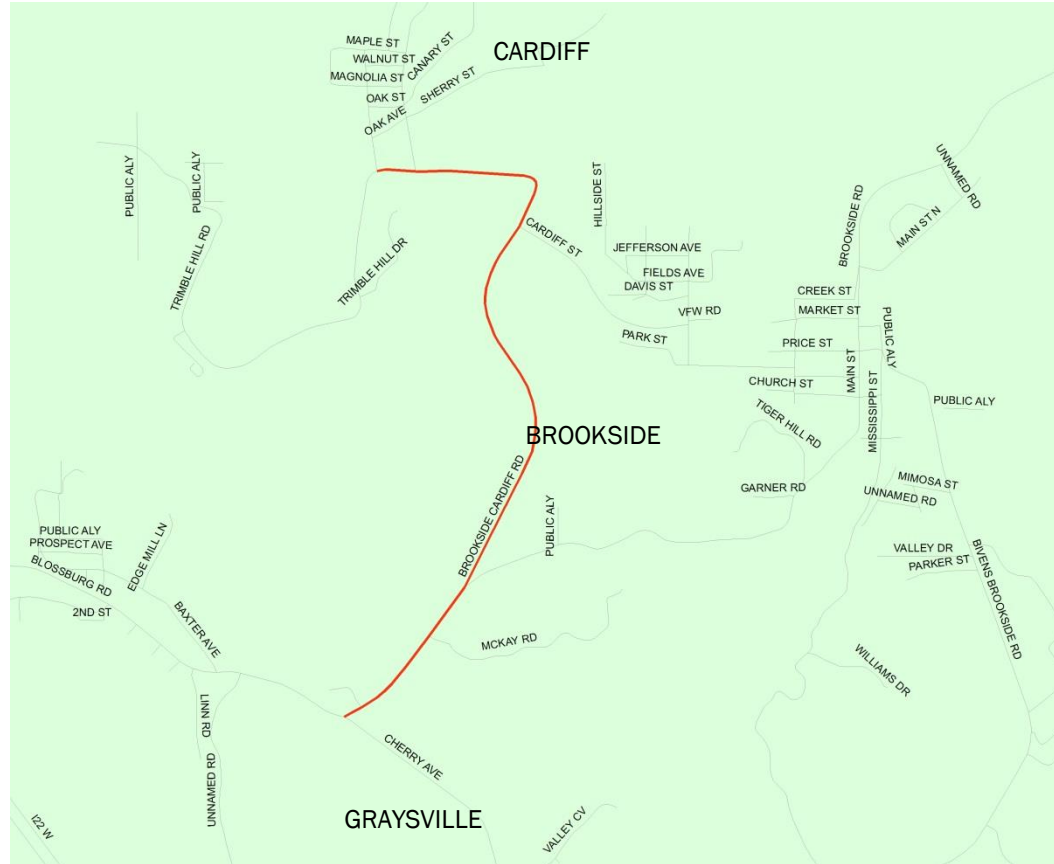 CARDIFF
MAPLE ST
WALNUT ST
CANARY ST
MAGNOLIA ST
SHERRY ST
OAK ST
OAK AVE
PUBLIC ALY
PUBLIC ALY
TRIMBLE HILL RD
TRIMBLE HILL DR
CARDIFF ST
HILLSIDE ST
JEFFERSON AVE
FIELDS AVE
DAVIS ST
VFW RD
PARK ST
BROOKSIDE RD
UNNAMED RD
MAIN ST N
CREEK ST
MARKET ST
PUBLIC ALY
PRICE ST
MAIN ST
MISSISSIPPI ST
CHURCH ST
PUBLIC ALY
TIGER HILL RD
BROOKSIDE
GARNER RD
MIMOSA ST
UNNAMED RD
BROOKSIDE CARDIFF RD
PUBLIC ALY
VALLEY DR
PARKER ST
BIVENS BROOKSIDE RD
PUBLIC ALY
PROSPECT AVE
EDGE MILL LN
BLOSSBURG RD
2ND ST
BAXTER AVE
MCKAY RD
WILLIAMS DR
LINN RD
UNNAMED RD
CHERRY AVE
GRAYSVILLE
VALLEY CV
I22 W